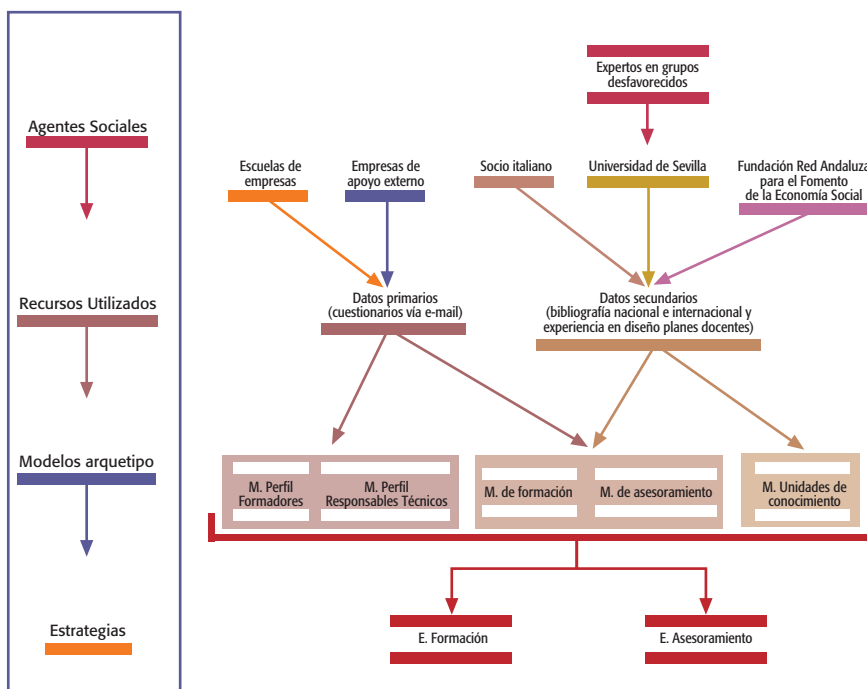 Agentes Sociales
Recursos Utilizados
Modelos arquetipo
Estrategias
Expertos en grupos
desfavorecidos
Escuelas de
empresas
Empresas de
apoyo externo
Socio italiano
Universidad de Sevilla
Fundación Red Andaluza
para el Fomento
de la Economía Social
Datos primarios
(cuestionarios vía e-mail)
Datos secundarios
(bibliografía nacional e internacional y
experiencia en diseño planes docentes)
M. Perfil
Formadores
M. Perfil
Responsables Técnicos
M. de formación
M. de asesoramiento
M. Unidades de
conocimiento
E. Formación
E. Asesoramiento